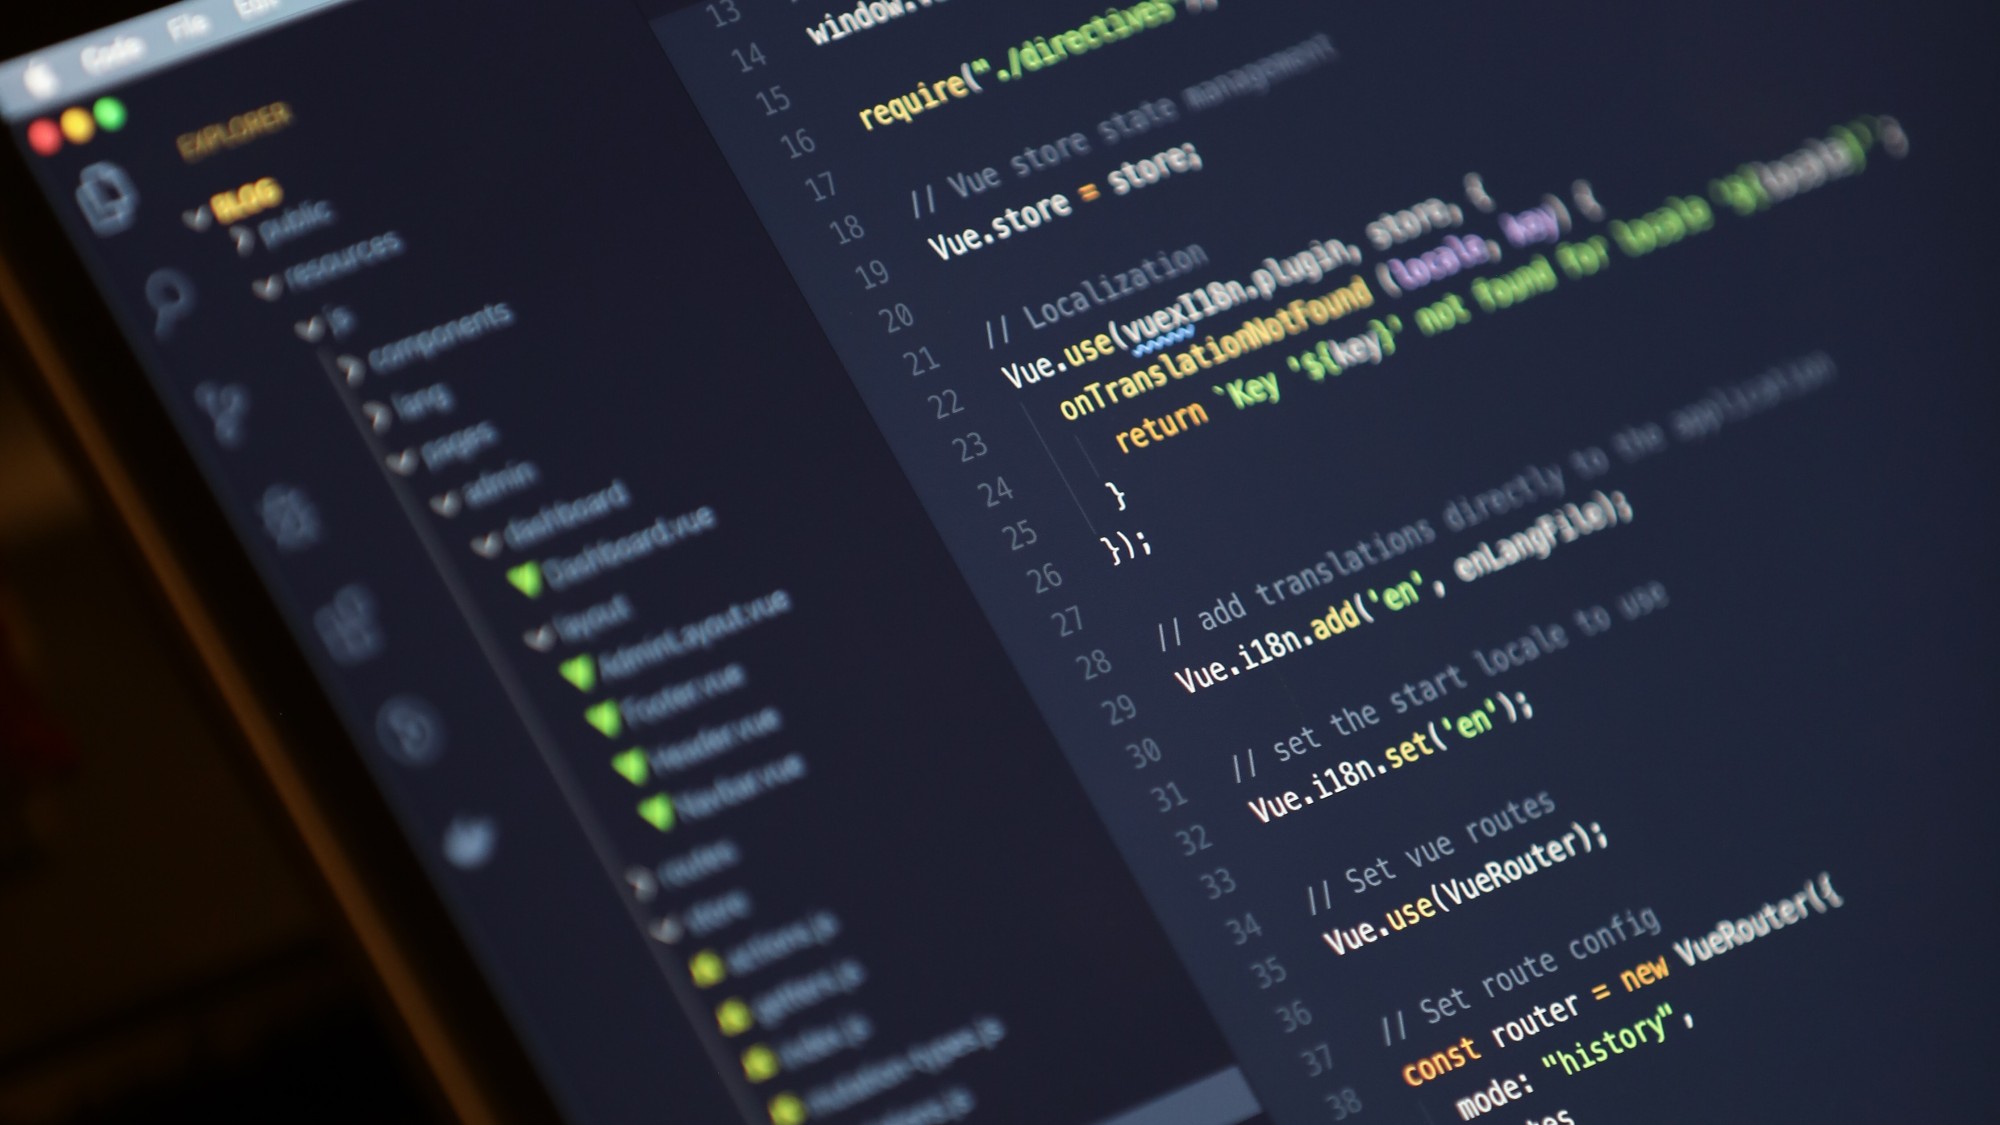 Code File Edit
EXPLORER
BLOG
public
resources
js
components
lang
pages
admin
dashboard
Dashboard.vue
layout
AdminLayout.vue
Footer.vue
Header.vue
Navbar.vue
routes
store
actions.js
getters.js
index.js
mutation-types.js
13
14 window.
15
16 require("./directives");
17
18 // Vue store state management
19 Vue.store = store;
20
21 // Localization
22 Vue.use(vuexI18n.plugin, store, {
23 onTranslationNotFound (locale, key) {
24 return `Key '${key}' not found for locale '${locale}'`;
25 }
26 });
27
28 // add translations directly to the application
29 Vue.i18n.add('en', enLangFile);
30
31 // set the start locale to use
32 Vue.i18n.set('en');
33
34 // Set vue routes
35 Vue.use(VueRouter);
36
37 // Set route config
38 const router = new VueRouter({
mode: "history",